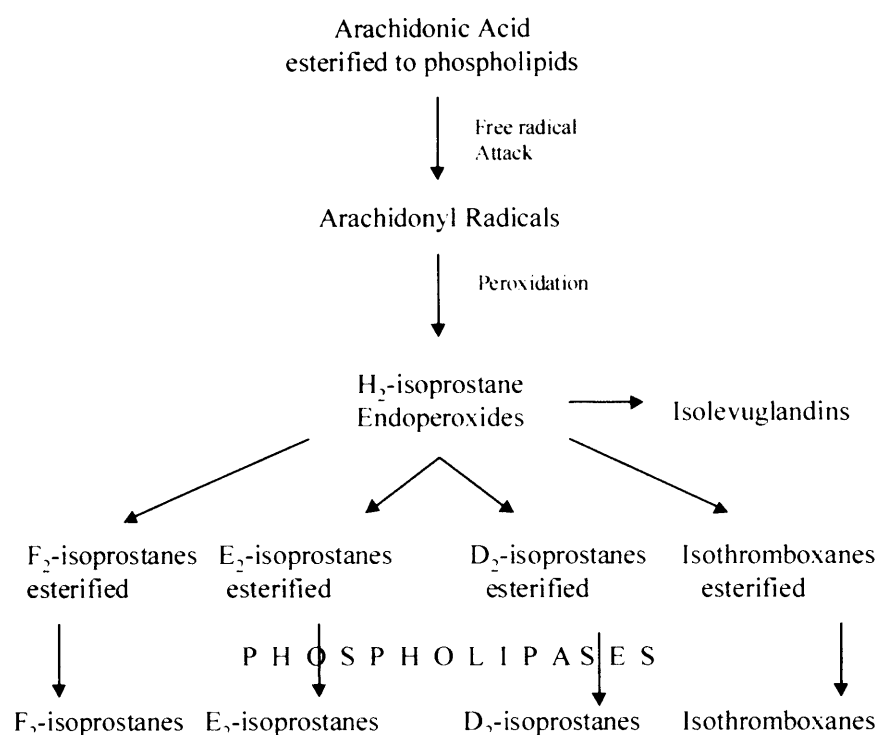 Arachidonic Acid
esterified to phospholipids
Free radical
Attack
Arachidonyl Radicals
Peroxidation
H₂-isoprostane
Endoperoxides
Isolevuglandins
F₂-isoprostanes E₂-isoprostanes D₂-isoprostanes Isothromboxanes
esterified esterified esterified esterified
PHOSPHOLIPASES
F₂-isoprostanes E₂-isoprostanes D₂-isoprostanes Isothromboxanes